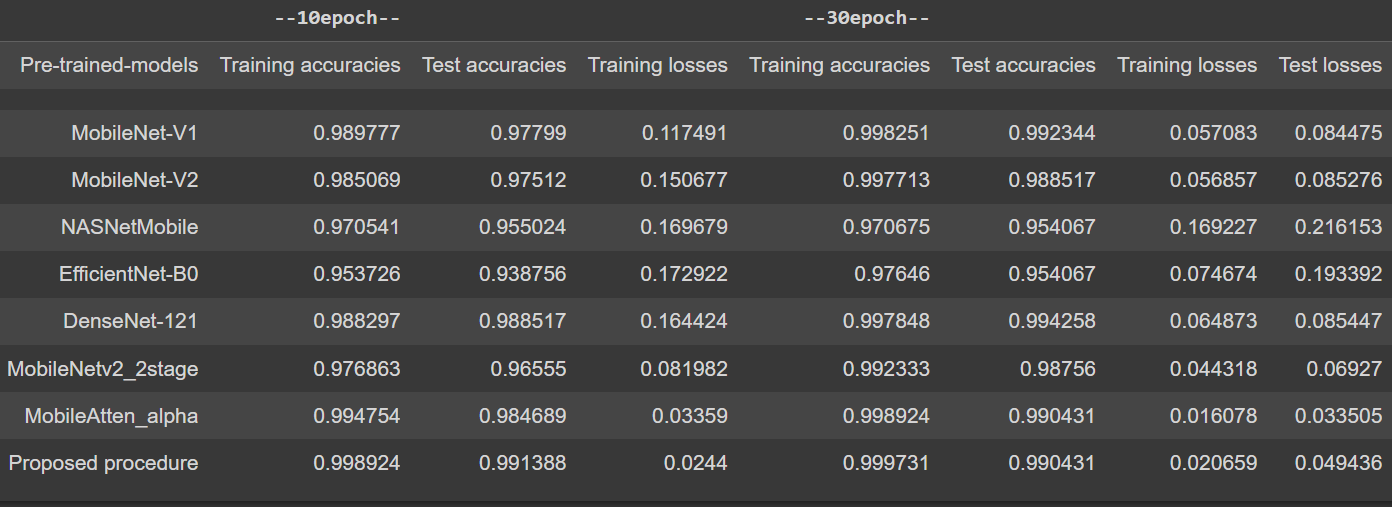 --10epoch-- --30epoch--
Pre-trained-models Training accuracies Test accuracies Training losses Training accuracies Test accuracies Training losses Test losses
MobileNet-V1 0.989777 0.97799 0.117491 0.998251 0.992344 0.057083 0.084475
MobileNet-V2 0.985069 0.97512 0.150677 0.997713 0.988517 0.056857 0.085276
NASNetMobile 0.970541 0.955024 0.169679 0.970675 0.954067 0.169227 0.216153
EfficientNet-B0 0.953726 0.938756 0.172922 0.97646 0.954067 0.074674 0.193392
DenseNet-121 0.988297 0.988517 0.164424 0.997848 0.994258 0.064873 0.085447
MobileNetv2_2stage 0.976863 0.96555 0.081982 0.992333 0.98756 0.044318 0.06927
MobileAtten_alpha 0.994754 0.984689 0.03359 0.998924 0.990431 0.016078 0.033505
Proposed procedure 0.998924 0.991388 0.0244 0.999731 0.990431 0.020659 0.049436